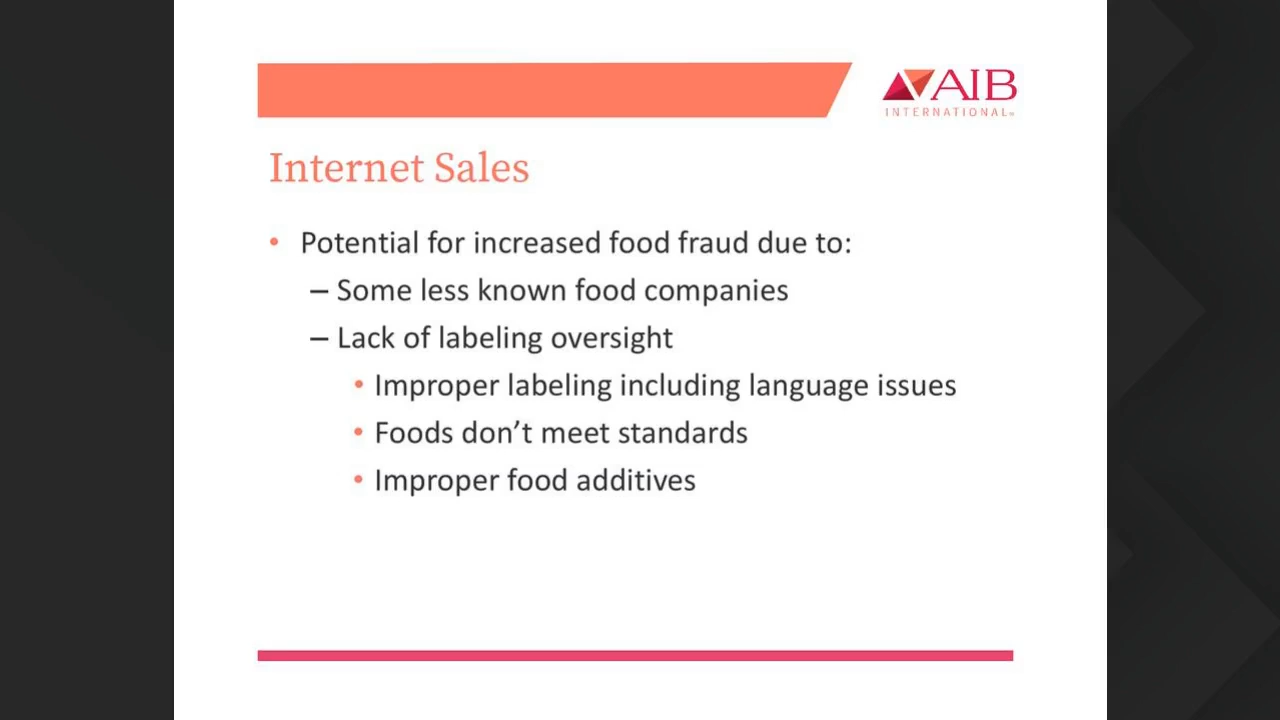 AIB
INTERNATIONAL®
Internet Sales
• Potential for increased food fraud due to:
– Some less known food companies
– Lack of labeling oversight
• Improper labeling including language issues
• Foods don’t meet standards
• Improper food additives